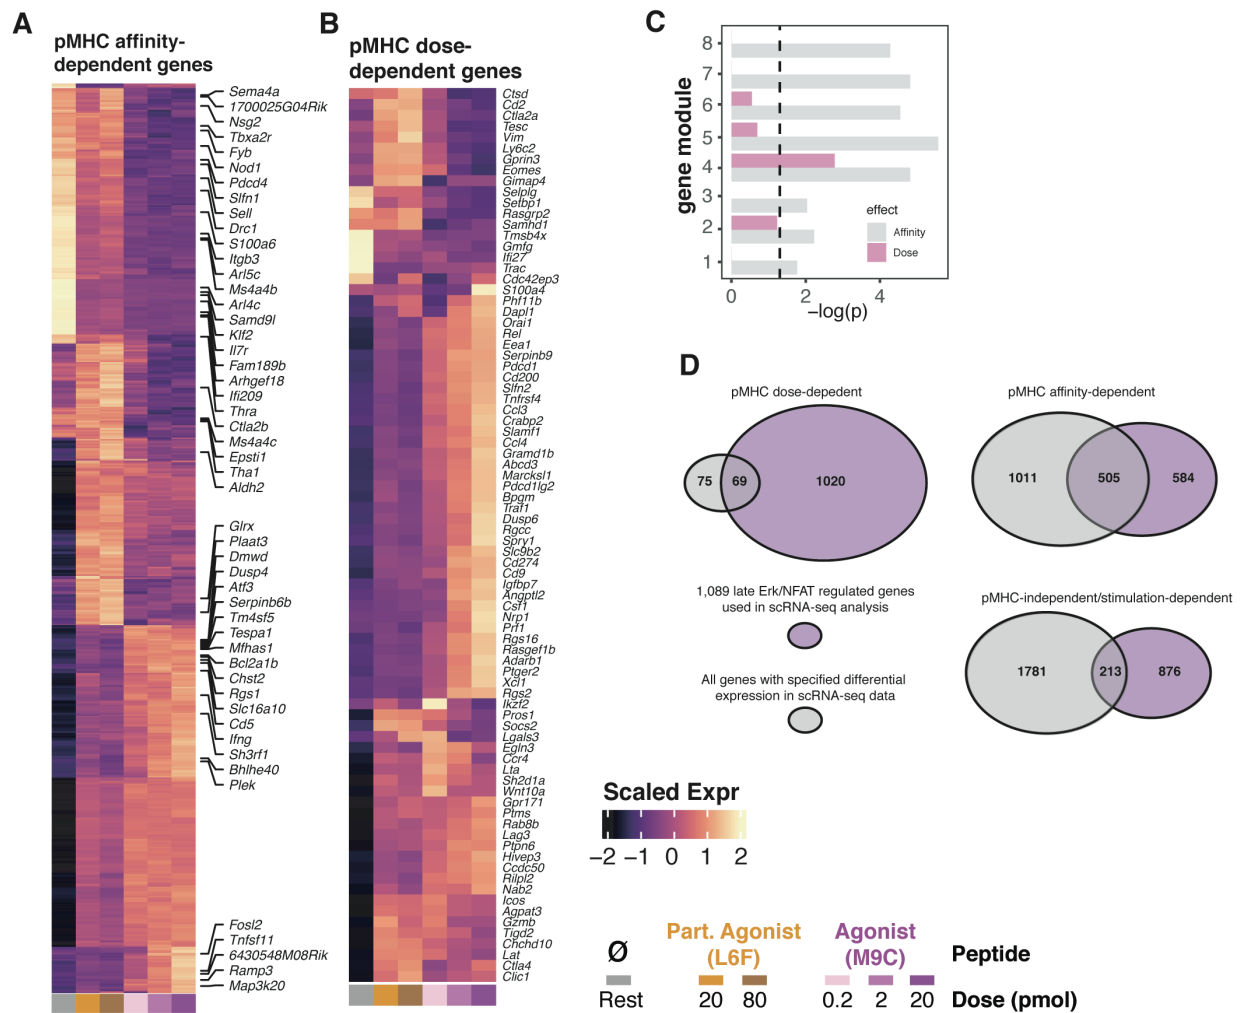 A
pMHC affinity-
dependent genes
Sema4a
1700025G04Rik
Nsg2
Tbxa2r
Fyb
Nod1
Pdcd4
Slfn1
Sell
Drc1
S100a6
Itgb3
Arl5c
Ms4a4b
Arl4c
Samd9l
Klf2
Il7r
Fam189b
Arhgef18
Ifi209
Thra
Ctla2b
Ms4a4c
Epsti1
Tha1
Aldh2
Glrx
Plaat3
Dmwd
Dusp4
Atf3
Serpinb6b
Tm4sf5
Tespa1
Mfhas1
Bcl2a1b
Chst2
Rgs1
Slc16a10
Cd5
Ifng
Sh3rf1
Bhlhe40
Plek
Fosl2
Tnfsf11
6430548M08Rik
Ramp3
Map3k20
B
pMHC dose-
dependent genes
Ctsd
Cd2
Ctla2a
Tesc
Vim
Ly6c2
Gprin3
Eomes
Gimap4
Selplg
Setbp1
Rasgrp2
Samhd1
Tmsb4x
Gmfg
Ifi27
Trac
Cdc42ep3
S100a4
Phf11b
Dapl1
Orai1
Rel
Eea1
Serpinb9
Pdcd1
Cd200
Slfn2
Tnfrsf4
Ccl3
Crabp2
Slamf1
Ccl4
Gramd1b
Abcd3
Marcksl1
Pdcd1lg2
Bpgm
Traf1
Dusp6
Rgcc
Spry1
Slc9b2
Cd274
Cd9
Igfbp7
Angptl2
Csf1
Nrp1
Prf1
Rgs16
Rasgef1b
Adarb1
Ptger2
Xcl1
Rgs2
Ikzf2
Pros1
Socs2
Lgals3
Egln3
Ccr4
Lta
Sh2d1a
Wnt10a
Gpr171
Ptms
Rab8b
Lag3
Ptpn6
Hivep3
Ccdc50
Rilpl2
Nab2
Icos
Agpat3
Gzmb
Tigd2
Chchd10
Lat
Ctla4
Clic1
C
gene module
8
7
6
5
4
3
2
1
effect
Affinity
Dose
0 2 4
−log(p)
D
pMHC dose-depedent
75 69 1020
pMHC affinity-dependent
1011 505 584
1,089 late Erk/NFAT regulated genes
used in scRNA-seq analysis
All genes with specified differential
expression in scRNA-seq data
pMHC-independent/stimulation-dependent
1781 213 876
Scaled Expr
−2 −1 0 1 2
Ø
Part. Agonist
(L6F)
Agonist
(M9C)
Peptide
Rest 20 80 0.2 2 20 Dose (pmol)